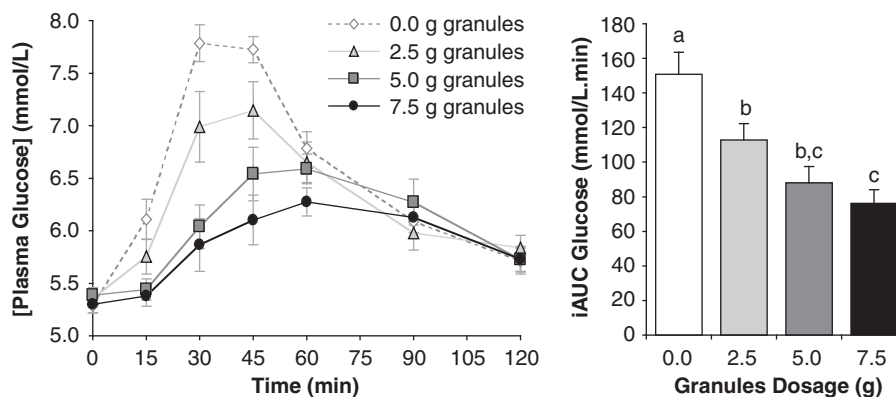 8.0
7.5
7.0
6.5
6.0
5.5
5.0
[Plasma Glucose] (mmol/L)
0 15 30 45 60 75 90 105 120
Time (min)
0.0 g granules
2.5 g granules
5.0 g granules
7.5 g granules
180
160
140
120
100
80
60
40
20
0
iAUC Glucose (mmol/L.min)
a
b
b,c
c
0.0 2.5 5.0 7.5
Granules Dosage (g)